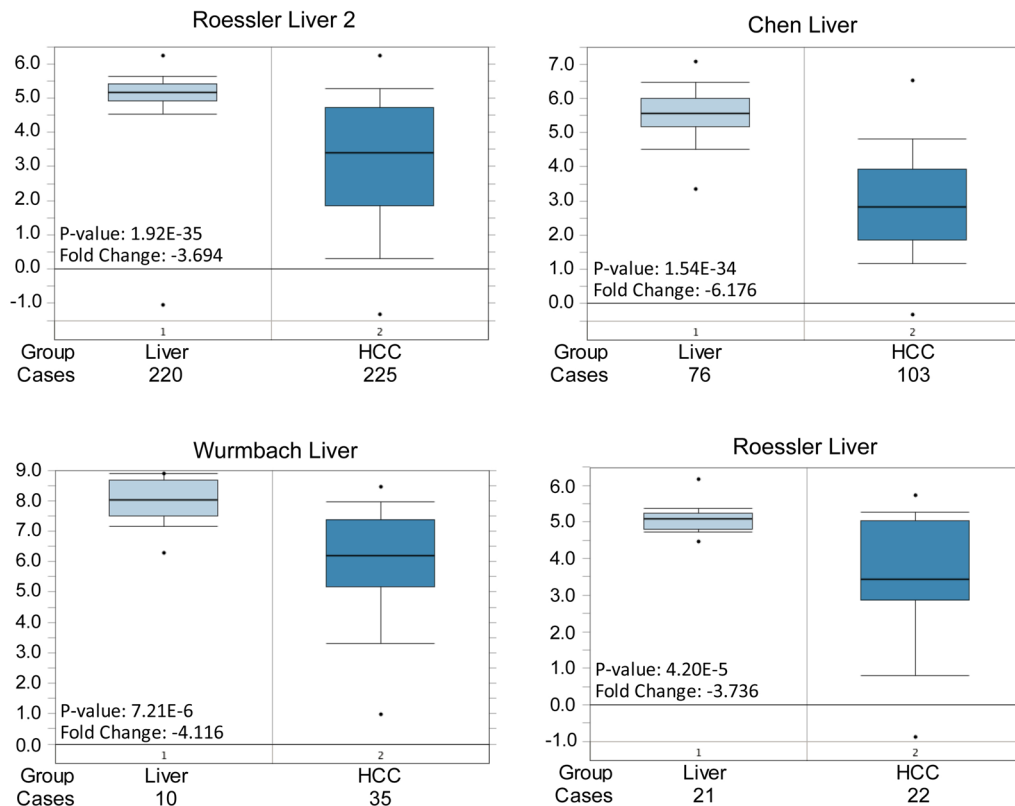 Roessler Liver 2
6.0
5.0
4.0
3.0
2.0
1.0
0.0
-1.0
P-value: 1.92E-35
Fold Change: -3.694
1 2
Group Liver HCC
Cases 220 225
Chen Liver
7.0
6.0
5.0
4.0
3.0
2.0
1.0
0.0
P-value: 1.54E-34
Fold Change: -6.176
1 2
Group Liver HCC
Cases 76 103
Wurmbach Liver
9.0
8.0
7.0
6.0
5.0
4.0
3.0
2.0
1.0
0.0
P-value: 7.21E-6
Fold Change: -4.116
1 2
Group Liver HCC
Cases 10 35
Roessler Liver
6.0
5.0
4.0
3.0
2.0
1.0
0.0
-1.0
P-value: 4.20E-5
Fold Change: -3.736
1 2
Group Liver HCC
Cases 21 22